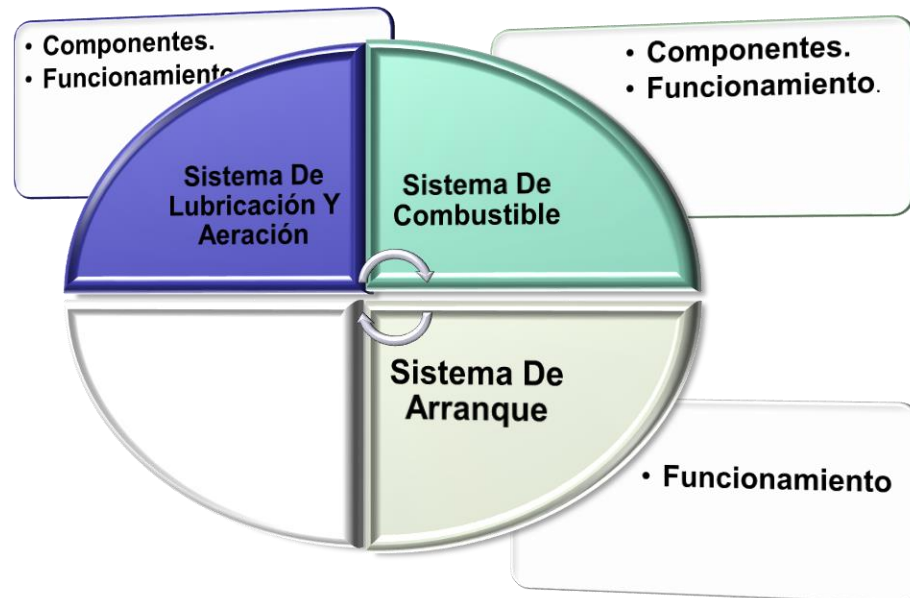 • Componentes.
• Funcionamiento
• Componentes.
• Funcionamiento.
Sistema De
Lubricación Y
Aeración
Sistema De
Combustible
Sistema De
Arranque
• Funcionamiento